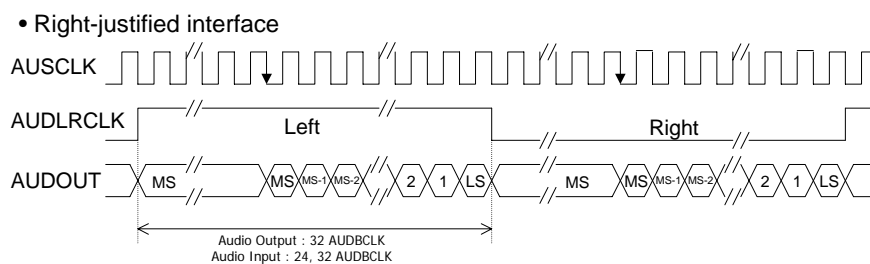 • Right-justified interface
AUSCLK
AUDLRCLK Left Right
AUDOUT MS MS MS-1 MS-2 2 1 LS MS MS MS-1 MS-2 2 1 LS
Audio Output : 32 AUDBCLK
Audio Input : 24, 32 AUDBCLK